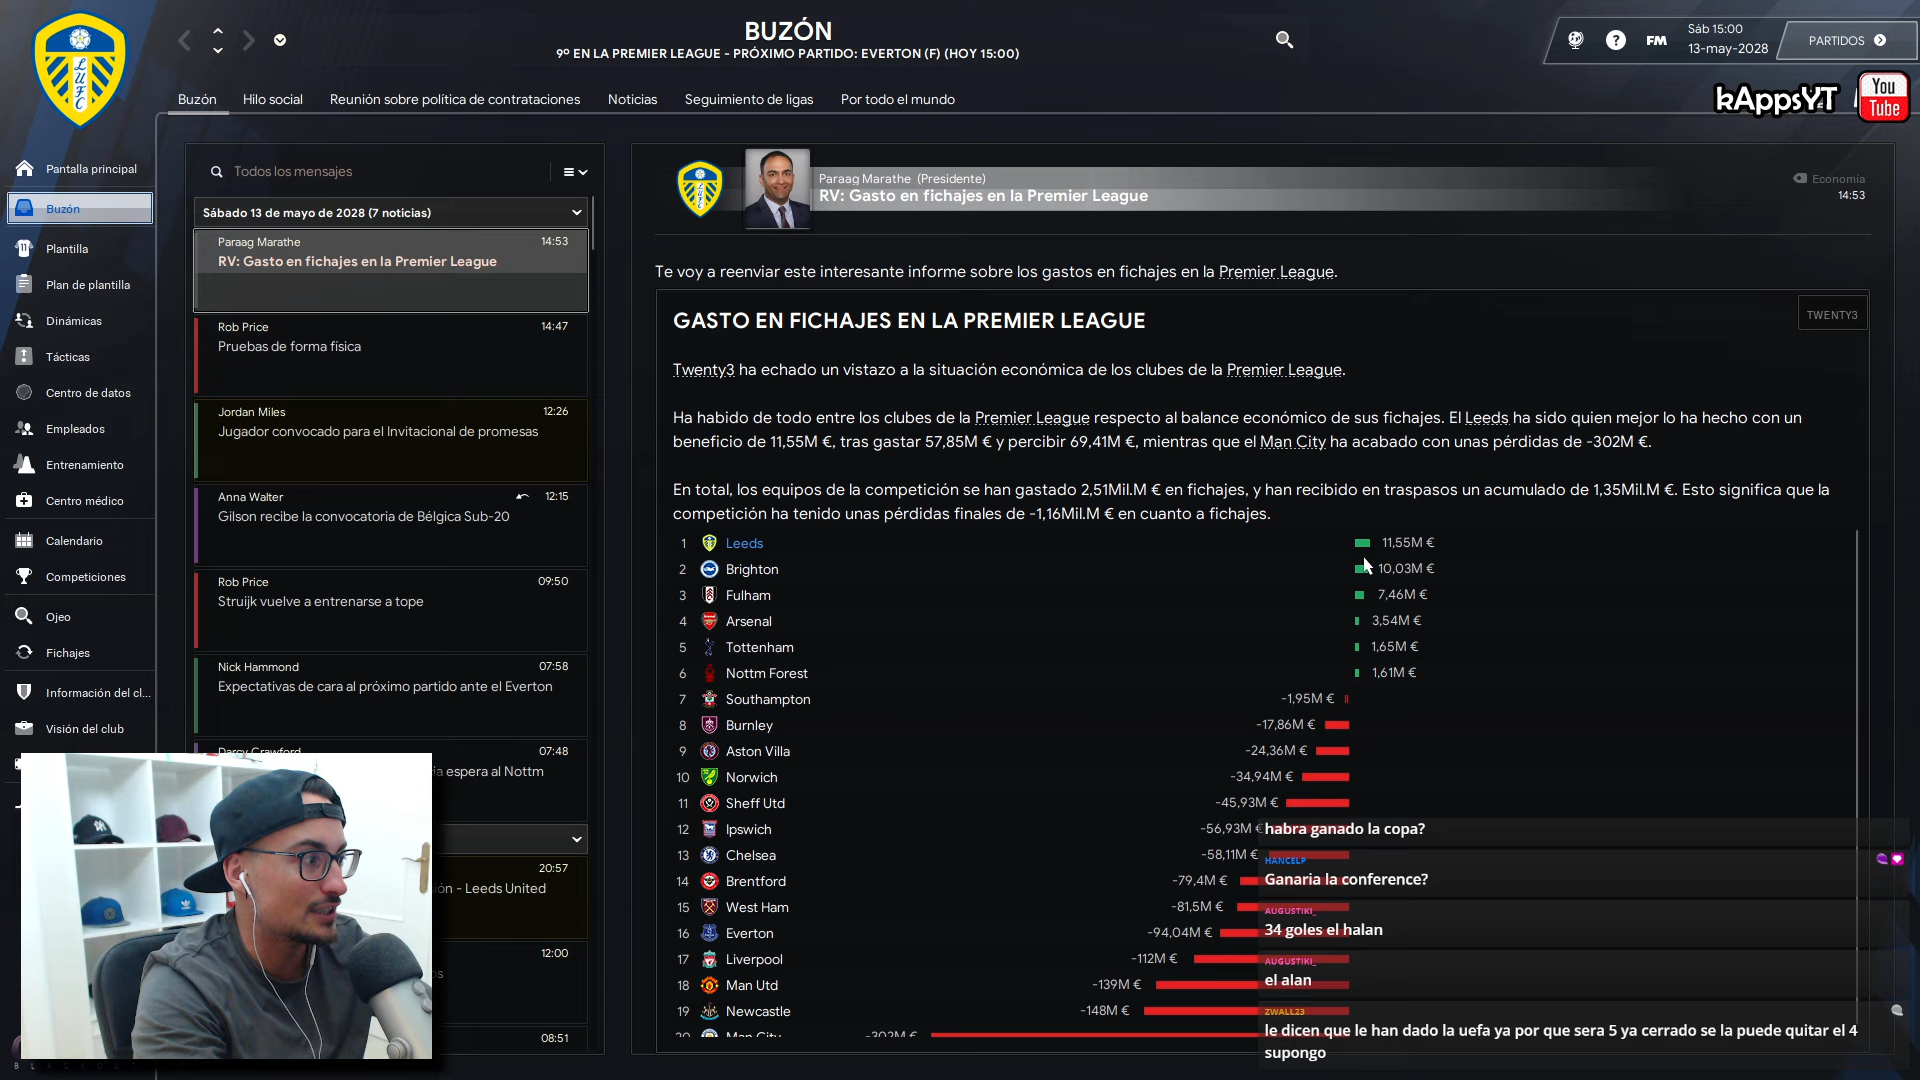 BUZÓN
9º EN LA PREMIER LEAGUE - PRÓXIMO PARTIDO: EVERTON (F) (HOY 15:00)
FM
Sáb 15:00
13-may-2028
PARTIDOS
kAppsYT
You
Tube
Buzón
Hilo social
Reunión sobre política de contrataciones
Noticias
Seguimiento de ligas
Por todo el mundo
LUFC
Pantalla principal
Buzón
Plantilla
Plan de plantilla
Dinámicas
Tácticas
Centro de datos
Empleados
Entrenamiento
Centro médico
Calendario
Competiciones
Ojeo
Fichajes
Información del cl...
Visión del club
Todos los mensajes
Sábado 13 de mayo de 2028 (7 noticias)
Paraag Marathe 14:53
RV: Gasto en fichajes en la Premier League
Rob Price 14:47
Pruebas de forma física
Jordan Miles 12:26
Jugador convocado para el Invitacional de promesas
Anna Walter 12:15
Gilson recibe la convocatoria de Bélgica Sub-20
Rob Price 09:50
Struijk vuelve a entrenarse a tope
Nick Hammond 07:58
Expectativas de cara al próximo partido ante el Everton
Darcy Crawford 07:48
ia espera al Nottm
20:57
ión - Leeds United
12:00
os
08:51
Paraag Marathe (Presidente)
RV: Gasto en fichajes en la Premier League
Economía
14:53
Te voy a reenviar este interesante informe sobre los gastos en fichajes en la Premier League.
GASTO EN FICHAJES EN LA PREMIER LEAGUE
TWENTY3
Twenty3 ha echado un vistazo a la situación económica de los clubes de la Premier League.
Ha habido de todo entre los clubes de la Premier League respecto al balance económico de sus fichajes. El Leeds ha sido quien mejor lo ha hecho con un
beneficio de 11,55M €, tras gastar 57,85M € y percibir 69,41M €, mientras que el Man City ha acabado con unas pérdidas de -302M €.
En total, los equipos de la competición se han gastado 2,51Mil.M € en fichajes, y han recibido en traspasos un acumulado de 1,35Mil.M €. Esto significa que la
competición ha tenido unas pérdidas finales de -1,16Mil.M € en cuanto a fichajes.
1 Leeds 11,55M €
2 Brighton 10,03M €
3 Fulham 7,46M €
4 Arsenal 3,54M €
5 Tottenham 1,65M €
6 Nottm Forest 1,61M €
7 Southampton -1,95M €
8 Burnley -17,86M €
9 Aston Villa -24,36M €
10 Norwich -34,94M €
11 Sheff Utd -45,93M €
12 Ipswich -56,93M €
13 Chelsea -58,11M €
14 Brentford -79,4M €
15 West Ham -81,5M €
16 Everton -94,04M €
17 Liverpool -112M €
18 Man Utd -139M €
19 Newcastle -148M €
20 Man City -302M €
habra ganado la copa?
HANCELP
Ganaria la conference?
AUGUSTIKI_
34 goles el halan
AUGUSTIKI_
el alan
ZWALL23
le dicen que le han dado la uefa ya por que sera 5 ya cerrado se la puede quitar el 4
supongo